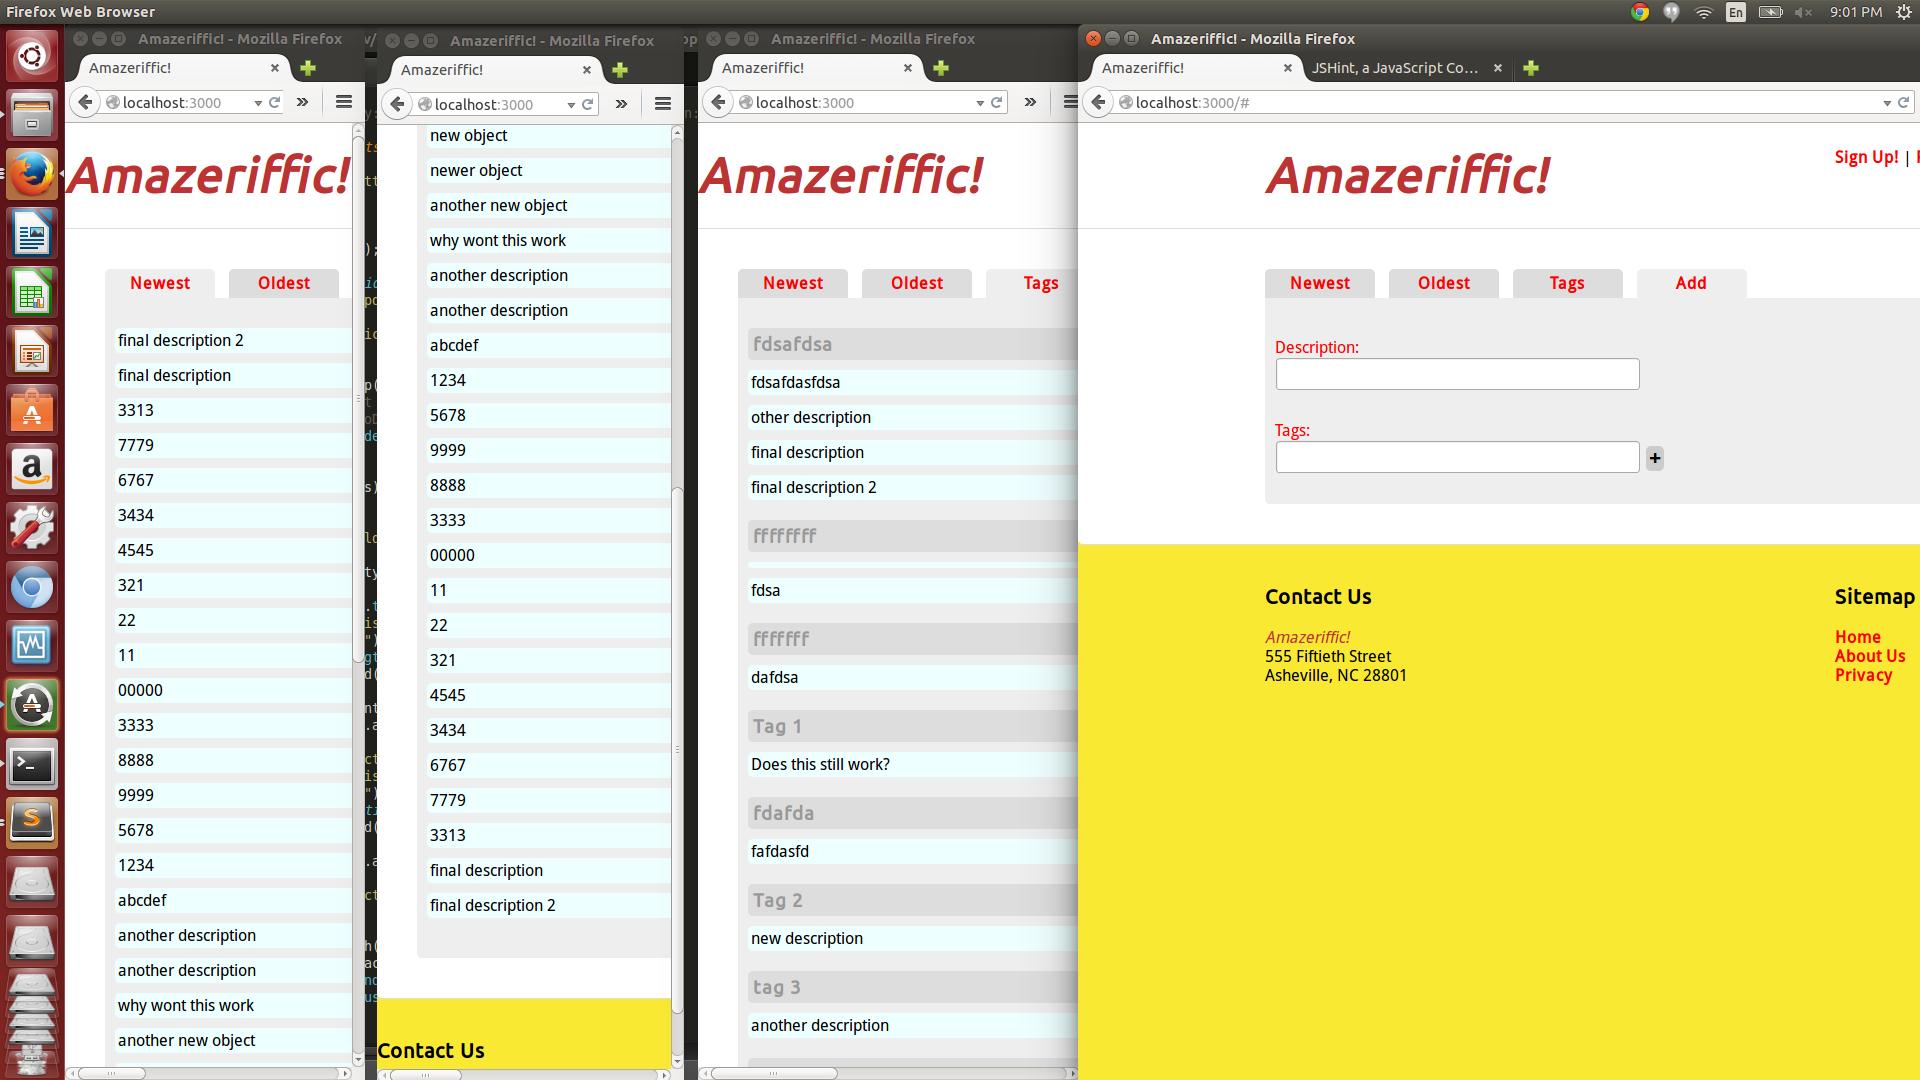 Firefox Web Browser
En
9:01 PM
Amazeriffic! - Mozilla Firefox
Amazeriffic!
localhost:3000
Amazeriffic!
Newest
Oldest
final description 2
final description
3313
7779
6767
3434
4545
321
22
11
00000
3333
8888
9999
5678
1234
abcdef
another description
another description
why wont this work
another new object
Amazeriffic! - Mozilla Firefox
Amazeriffic!
localhost:3000
new object
newer object
another new object
why wont this work
another description
another description
abcdef
1234
5678
9999
8888
3333
00000
11
22
321
4545
3434
6767
7779
3313
final description
final description 2
Contact Us
Amazeriffic! - Mozilla Firefox
Amazeriffic!
localhost:3000
Amazeriffic!
Newest
Oldest
Tags
fdsafdsa
fdsafdasfdsa
other description
final description
final description 2
ffffffff
fdsa
fffffff
dafdsa
Tag 1
Does this still work?
fdafda
fafdasfd
Tag 2
new description
tag 3
another description
Amazeriffic! - Mozilla Firefox
Amazeriffic!
JSHint, a JavaScript Co...
localhost:3000/#
Amazeriffic!
Sign Up! |
Newest
Oldest
Tags
Add
Description:
Tags:
+
Contact Us
Amazeriffic!
555 Fiftieth Street
Asheville, NC 28801
Sitemap
Home
About Us
Privacy